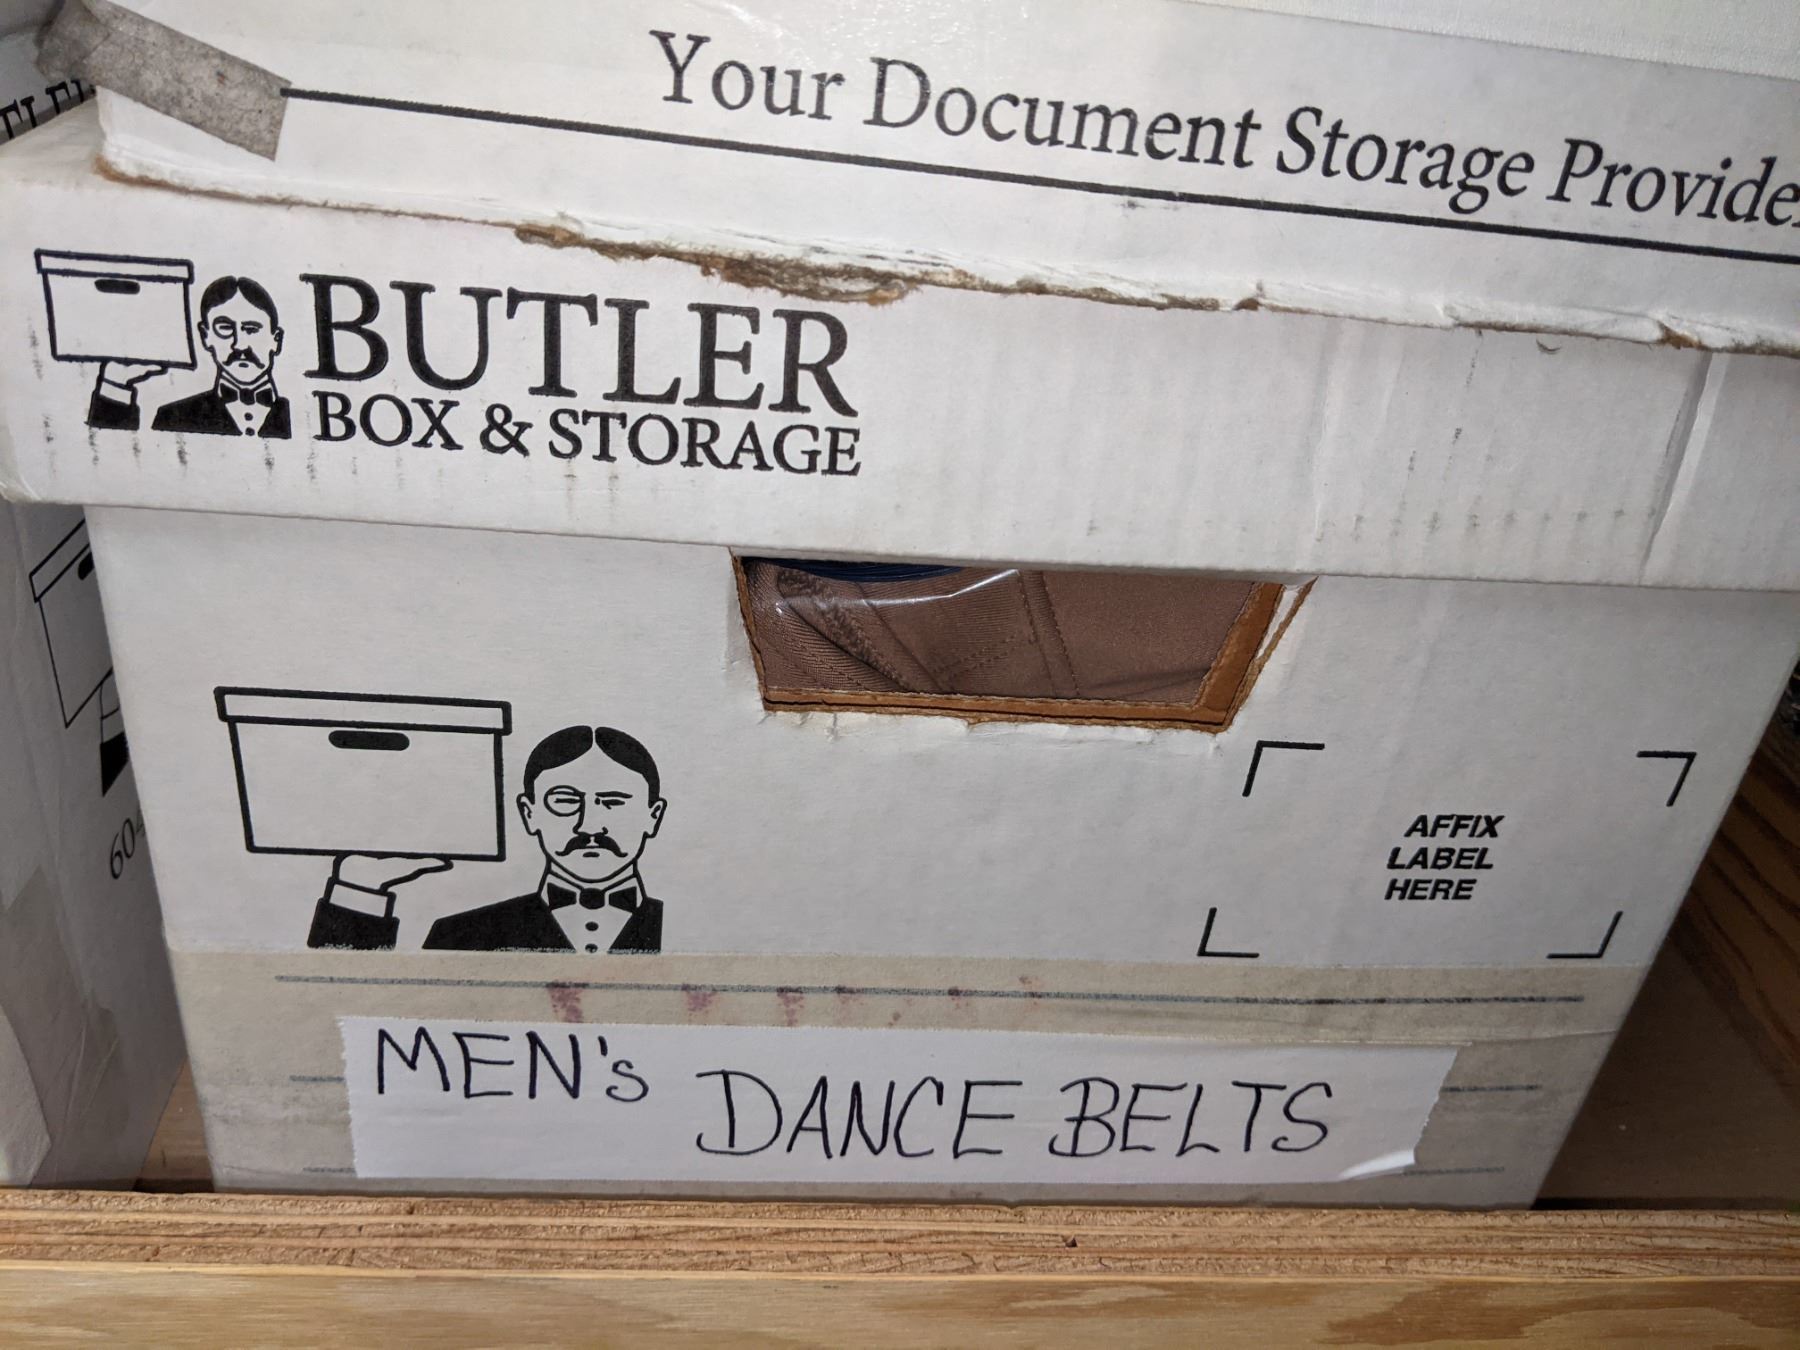 Your Document Storage Provide
BUTLER
BOX & STORAGE
AFFIX
LABEL
HERE
MEN's DANCE BELTS